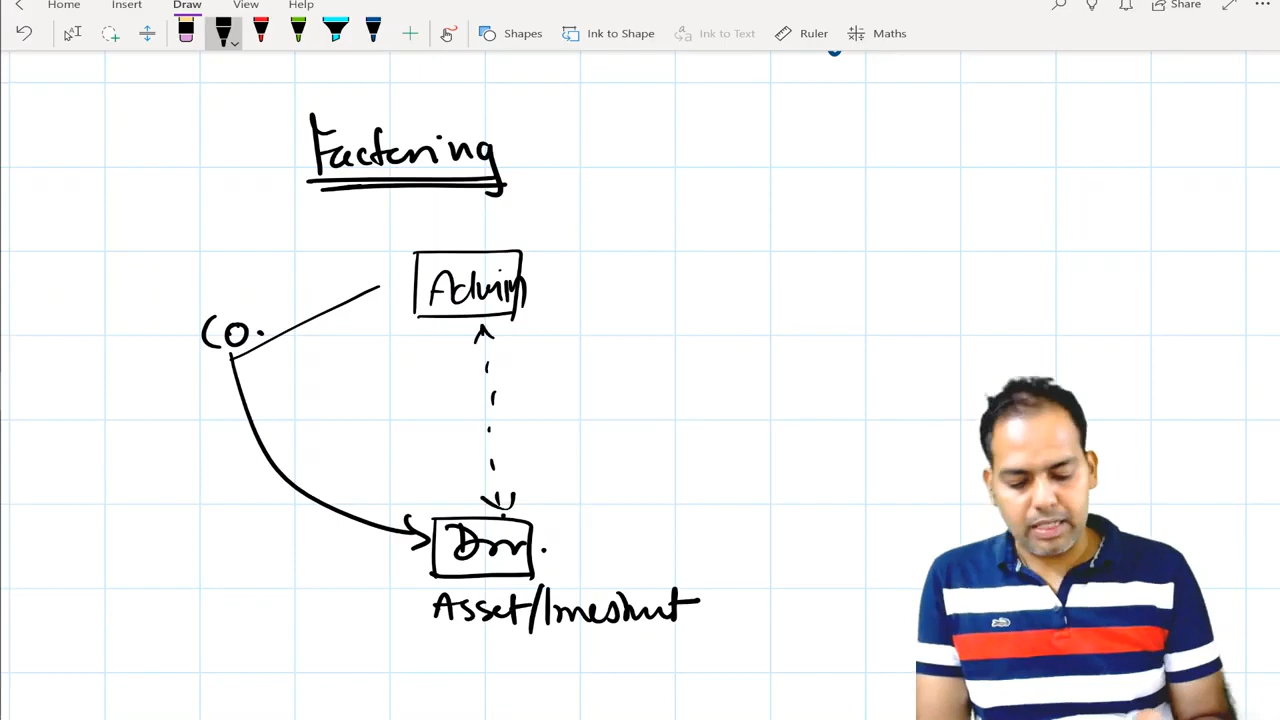 Home Insert Draw View Help Share
Shapes Ink to Shape Ink to Text Ruler Maths
Factoring
Admin
CO.
Drr.
Asset/